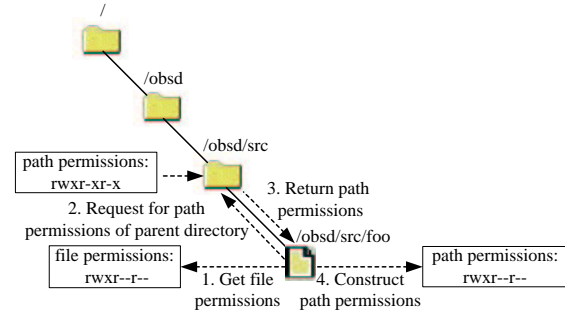 /
/obsd
/obsd/src
path permissions:
rwxr-xr-x
3. Return path
permissions
2. Request for path
permissions of parent directory
/obsd/src/foo
file permissions:
rwxr--r--
1. Get file
permissions
4. Construct
path permissions
path permissions:
rwxr--r--